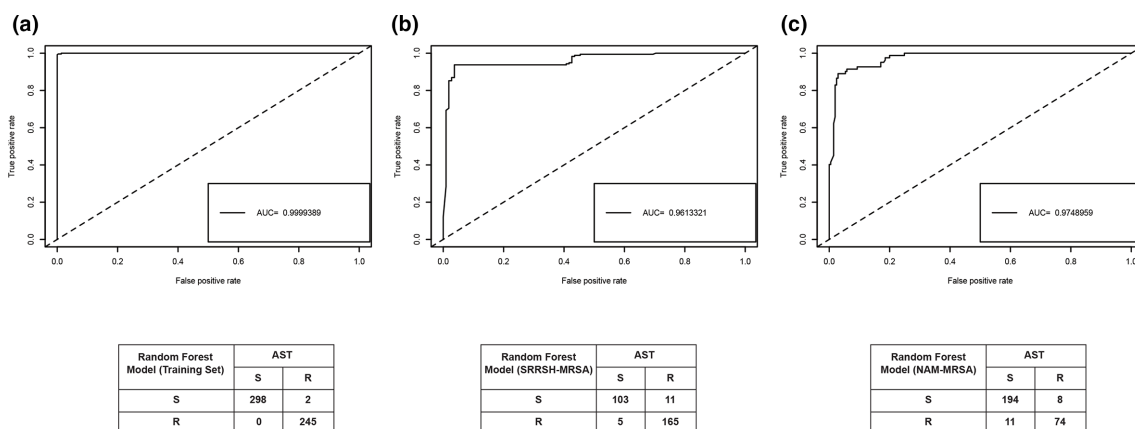 (a) (b) (c)
True positive rate
1.0
0.8
0.6
0.4
0.2
0.0
AUC= 0.9999389
0.0 0.2 0.4 0.6 0.8 1.0
False positive rate
True positive rate
1.0
0.8
0.6
0.4
0.2
0.0
AUC= 0.9613321
0.0 0.2 0.4 0.6 0.8 1.0
False positive rate
True positive rate
1.0
0.8
0.6
0.4
0.2
0.0
AUC= 0.9748959
0.0 0.2 0.4 0.6 0.8 1.0
False positive rate
Random Forest
Model (Training Set)
AST
S R
S 298 2
R 0 245
Random Forest
Model (SRRSH-MRSA)
AST
S R
S 103 11
R 5 165
Random Forest
Model (NAM-MRSA)
AST
S R
S 194 8
R 11 74